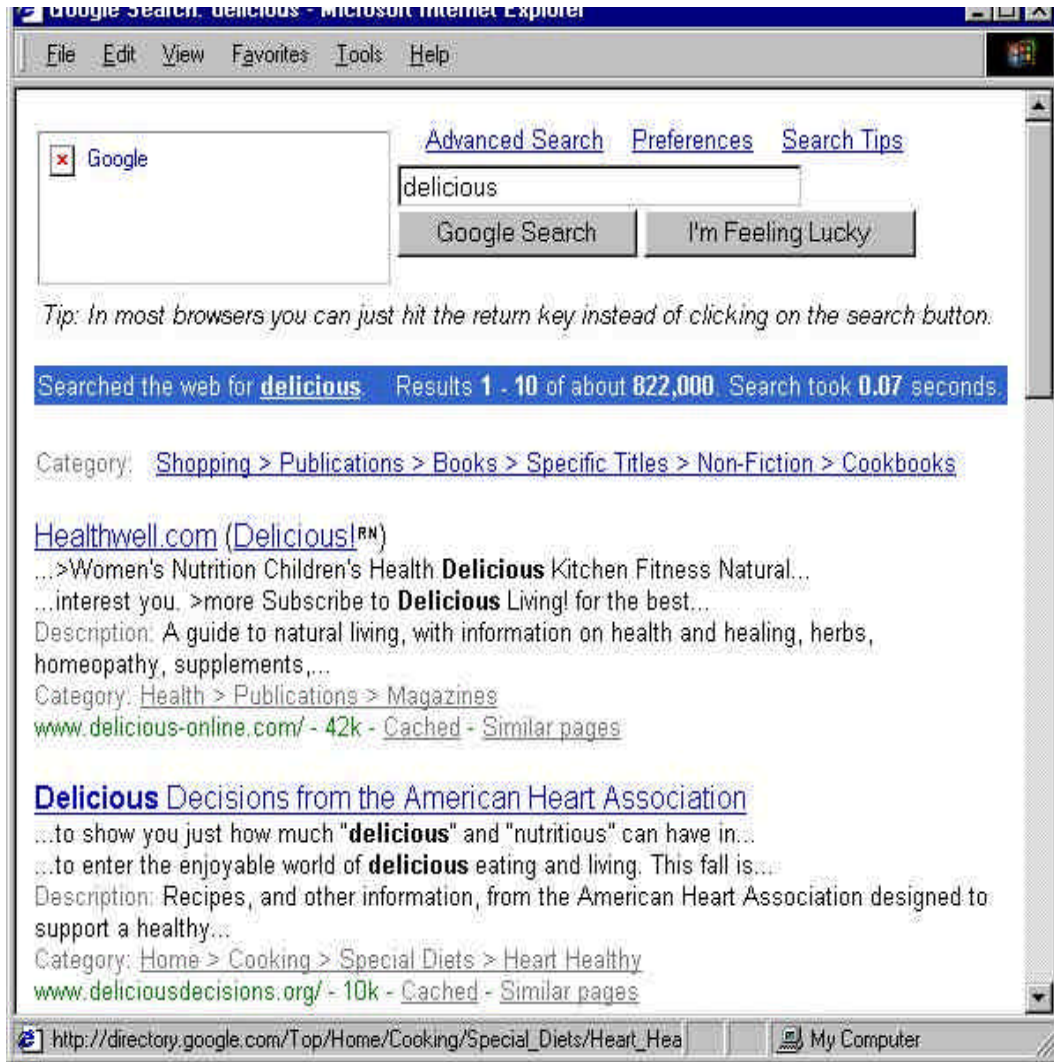 Google Search: delicious - Microsoft Internet Explorer
File Edit View Favorites Tools Help
Advanced Search Preferences Search Tips
Google
delicious
Google Search I'm Feeling Lucky
Tip: In most browsers you can just hit the return key instead of clicking on the search button.
Searched the web for delicious. Results 1 - 10 of about 822,000. Search took 0.07 seconds.
Category: Shopping > Publications > Books > Specific Titles > Non-Fiction > Cookbooks
Healthwell.com (Delicious!RN)
...>Women's Nutrition Children's Health Delicious Kitchen Fitness Natural...
...interest you. >more Subscribe to Delicious Living! for the best...
Description: A guide to natural living, with information on health and healing, herbs,
homeopathy, supplements,...
Category: Health > Publications > Magazines
www.delicious-online.com/ - 42k - Cached - Similar pages
Delicious Decisions from the American Heart Association
...to show you just how much "delicious" and "nutritious" can have in...
...to enter the enjoyable world of delicious eating and living. This fall is...
Description: Recipes, and other information, from the American Heart Association designed to
support a healthy...
Category: Home > Cooking > Special Diets > Heart Healthy
www.deliciousdecisions.org/ - 10k - Cached - Similar pages
http://directory.google.com/Top/Home/Cooking/Special_Diets/Heart_Hea My Computer